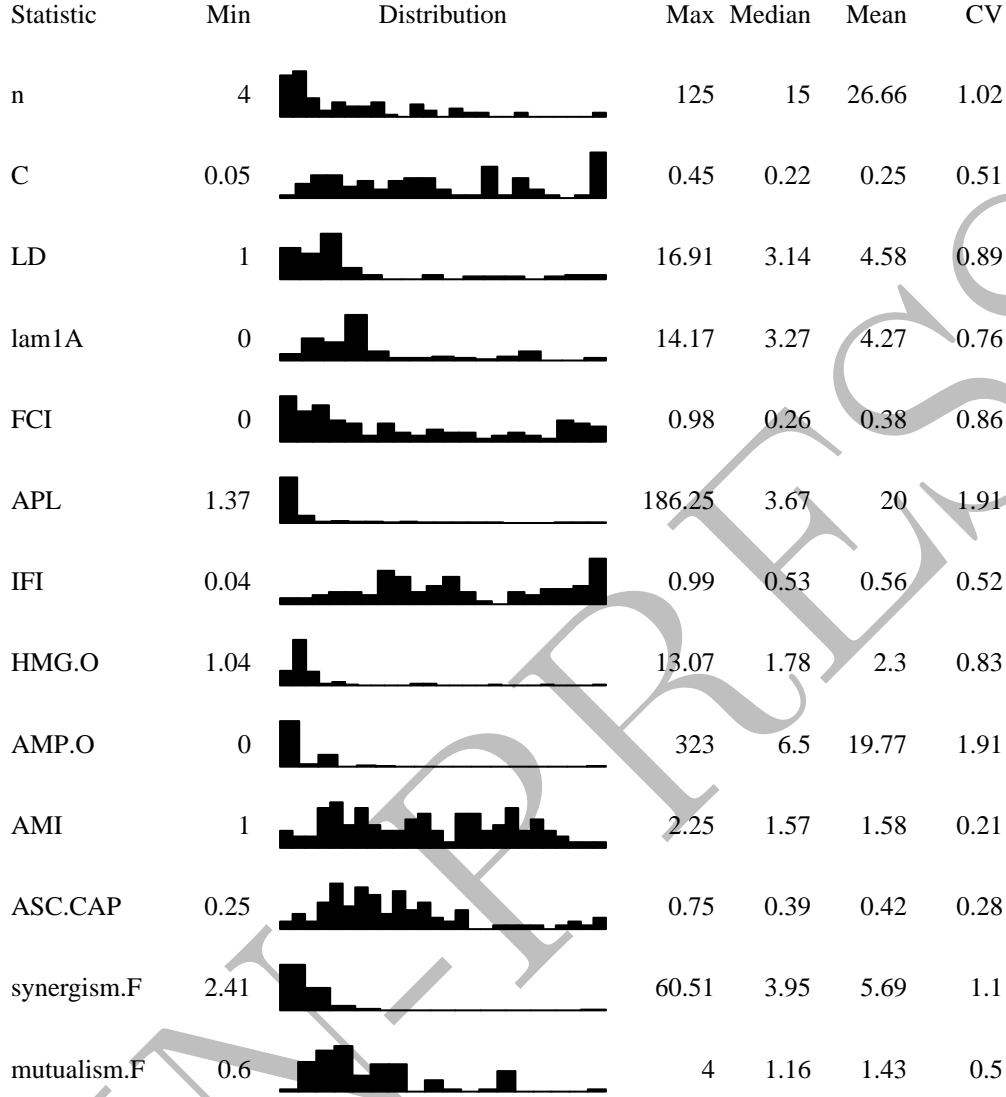 Statistic Min Distribution Max Median Mean CV
n 4 125 15 26.66 1.02
C 0.05 0.45 0.22 0.25 0.51
LD 1 16.91 3.14 4.58 0.89
lam1A 0 14.17 3.27 4.27 0.76
FCI 0 0.98 0.26 0.38 0.86
APL 1.37 186.25 3.67 20 1.91
IFI 0.04 0.99 0.53 0.56 0.52
HMG.O 1.04 13.07 1.78 2.3 0.83
AMP.O 0 323 6.5 19.77 1.91
AMI 1 2.25 1.57 1.58 0.21
ASC.CAP 0.25 0.75 0.39 0.42 0.28
synergism.F 2.41 60.51 3.95 5.69 1.1
mutualism.F 0.6 4 1.16 1.43 0.5
N-PRESS